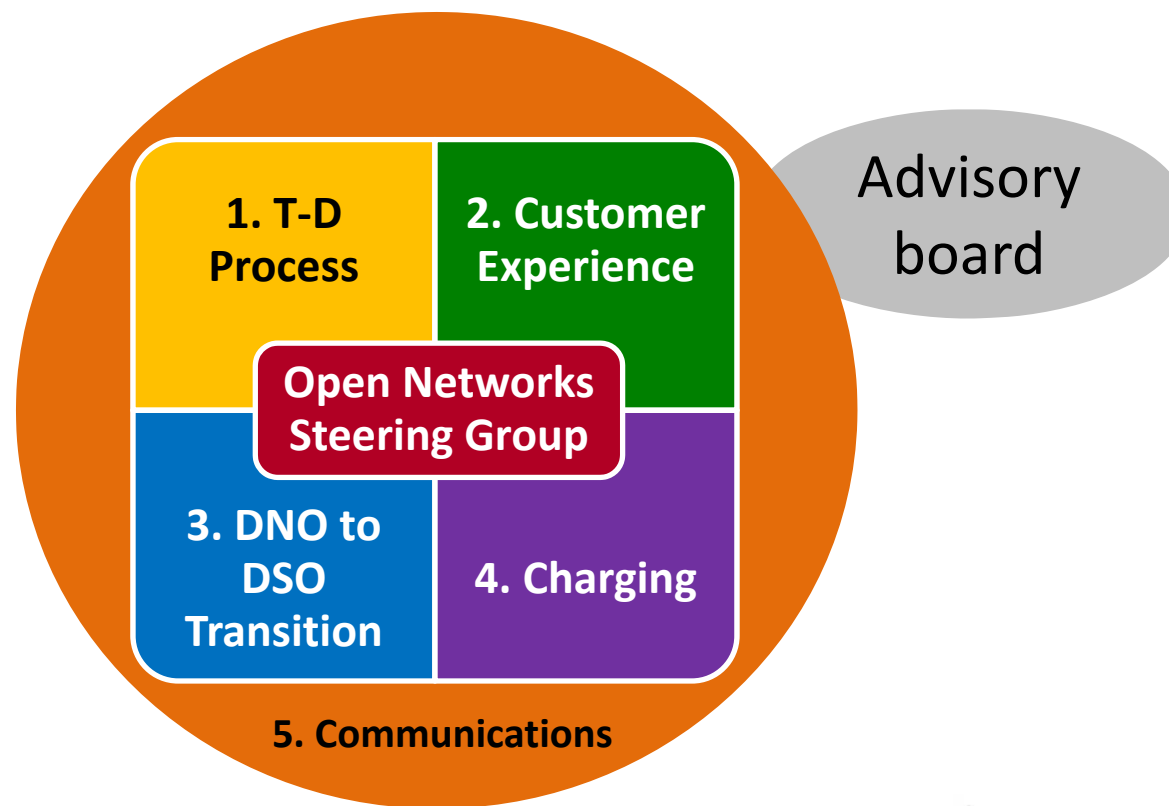 1. T-D
Process
2. Customer
Experience
Advisory
board
Open Networks
Steering Group
3. DNO to
DSO
Transition
4. Charging
5. Communications